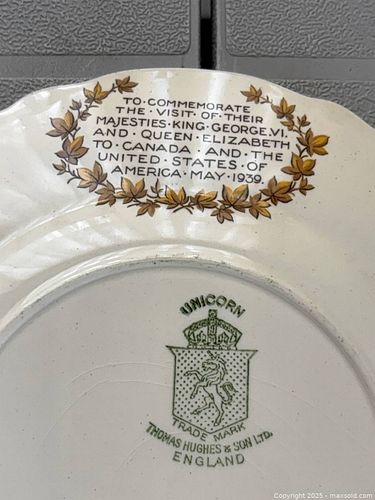 TO·COMMEMORATE
THE·VISIT·OF·THEIR
MAJESTIES·KING·GEORGE·VI·
AND·QUEEN·ELIZABETH
TO·CANADA·AND·THE
UNITED·STATES·OF
AMERICA·MAY·1939.
UNICORN
TRADE MARK
THOMAS HUGHES & SON LTD.
ENGLAND
Copyright 2025 - maxsold.com